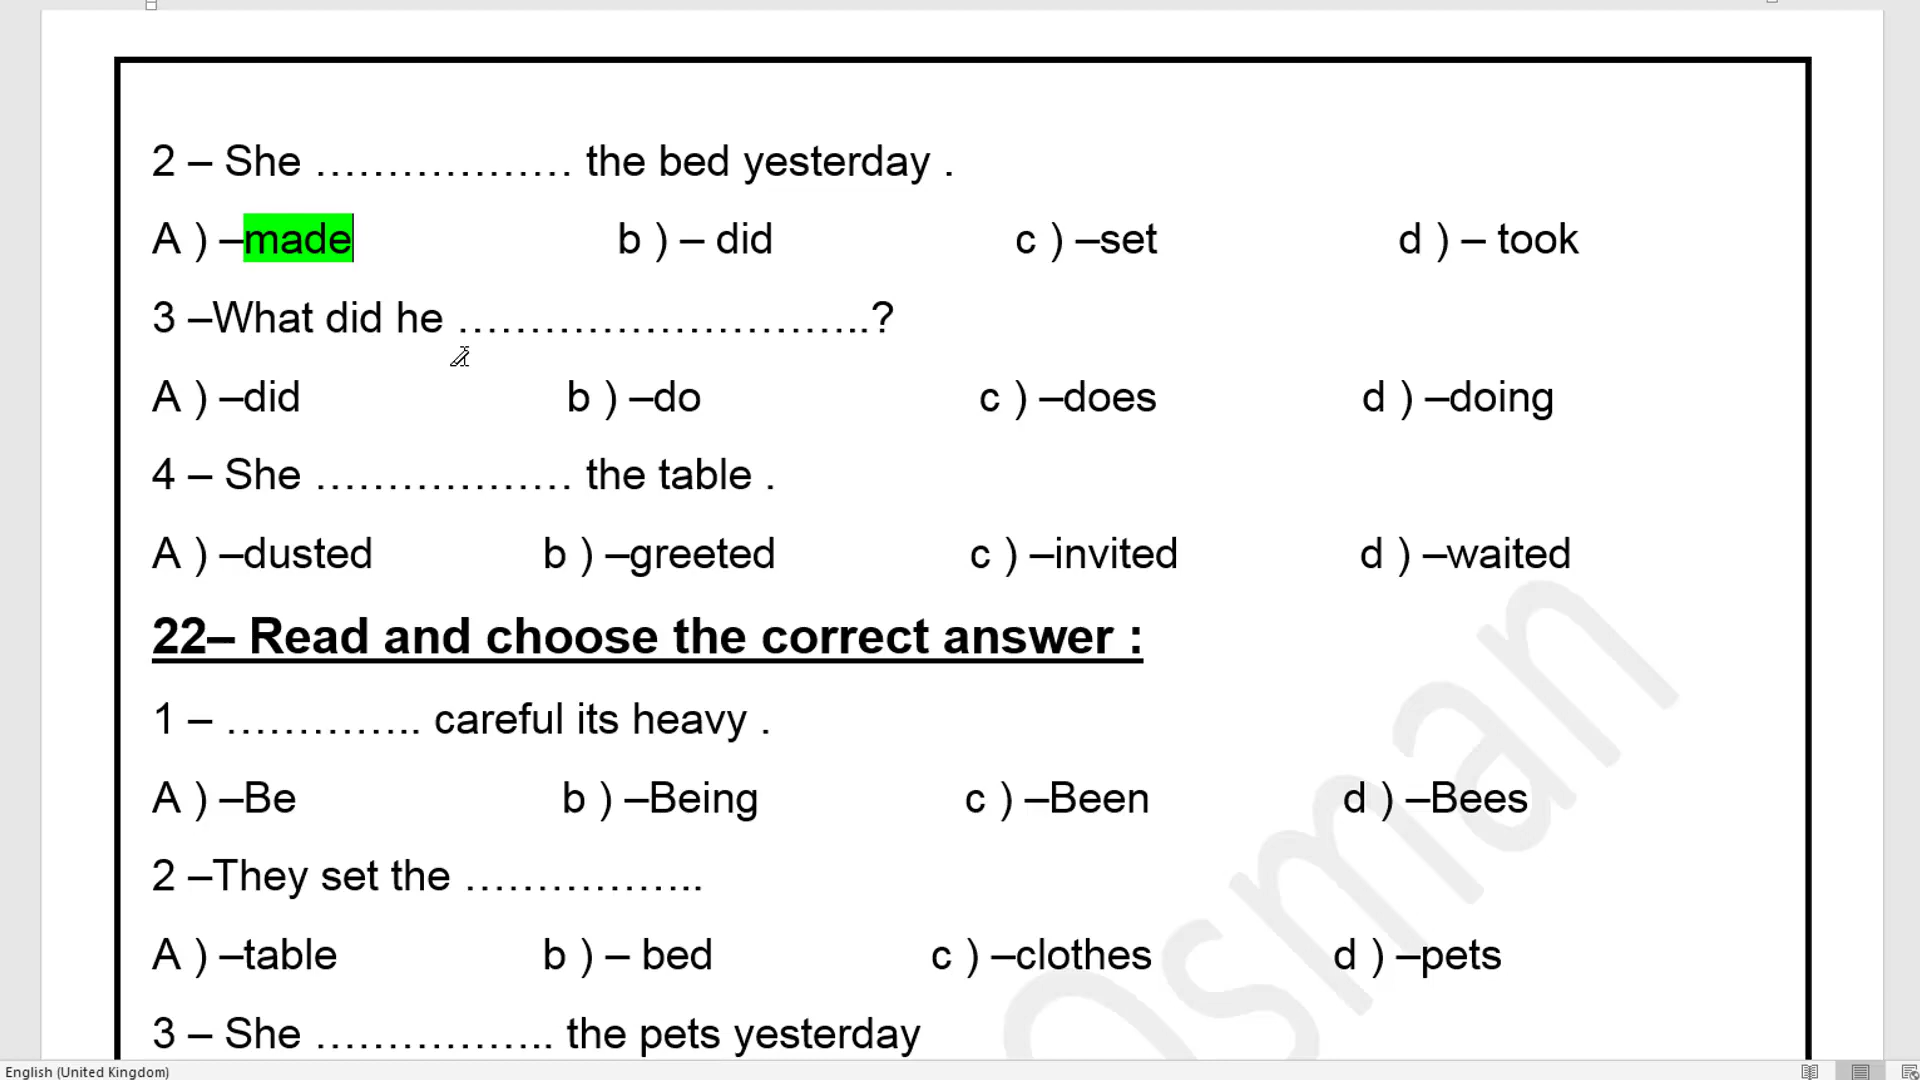 2 – She ……………… the bed yesterday .
A ) –made b ) – did c ) –set d ) – took
3 –What did he ………………………..?
A ) –did b ) –do c ) –does d ) –doing
4 – She ……………… the table .
A ) –dusted b ) –greeted c ) –invited d ) –waited
22– Read and choose the correct answer :
1 – ………….. careful its heavy .
A ) –Be b ) –Being c ) –Been d ) –Bees
2 –They set the ……………..
A ) –table b ) – bed c ) –clothes d ) –pets
3 – She …………….. the pets yesterday
Osman
English (United Kingdom)